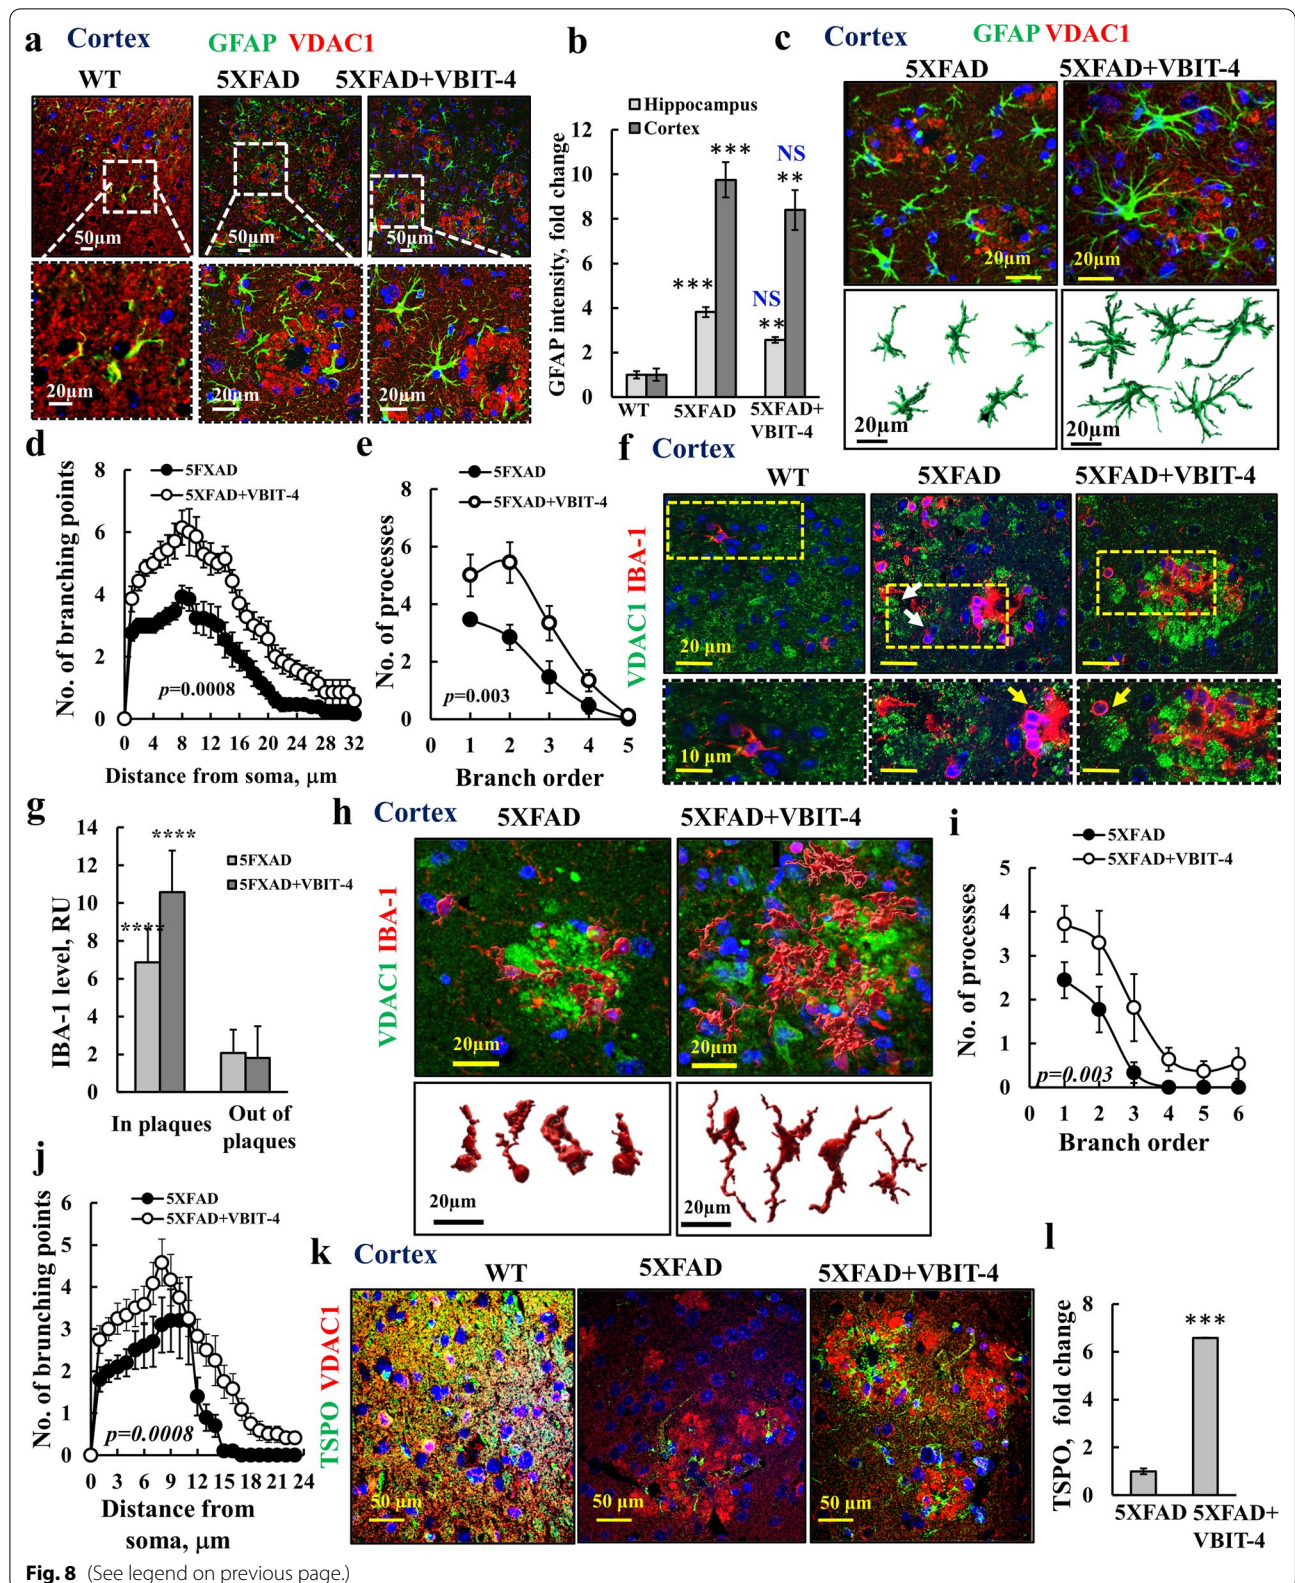 a Cortex GFAP VDAC1
WT 5XFAD 5XFAD+VBIT-4
50µm 50µm 50µm
20µm 20µm 20µm
b
Hippocampus
Cortex
GFAP intensity, fold change
12
10
8
6
4
2
0
*** *** NS ** NS **
WT 5XFAD 5XFAD+
VBIT-4
c Cortex GFAP VDAC1
5XFAD 5XFAD+VBIT-4
20µm 20µm
20µm 20µm
d
5FXAD
5XFAD+VBIT-4
No. of branching points
8
6
4
2
0
p=0.0008
0 4 8 12 16 20 24 28 32
Distance from soma, µm
e
5FXAD
5FXAD+VBIT-4
No. of processes
8
6
4
2
0
p=0.003
0 1 2 3 4 5
Branch order
f Cortex
WT 5XFAD 5XFAD+VBIT-4
VDAC1 IBA-1
20 µm
10 µm
g
IBA-1 level, RU
14
12
10
8
6
4
2
0
**** ****
5FXAD
5FXAD+VBIT-4
In plaques Out of
plaques
h Cortex
5XFAD 5XFAD+VBIT-4
VDAC1 IBA-1
20µm 20µm
20µm 20µm
i
5XFAD
5XFAD+VBIT-4
No. of processes
5
4
3
2
1
0
p=0.003
0 1 2 3 4 5 6
Branch order
j
5XFAD
5XFAD+VBIT-4
No. of brunching points
6
5
4
3
2
1
0
p=0.0008
0 3 6 9 12 15 18 21 24
Distance from
soma, µm
k Cortex
WT 5XFAD 5XFAD+VBIT-4
TSPO VDAC1
50 µm 50 µm 50 µm
l
TSPO, fold change
8
6
4
2
0
***
5XFAD 5XFAD+
VBIT-4
Fig. 8 (See legend on previous page.)